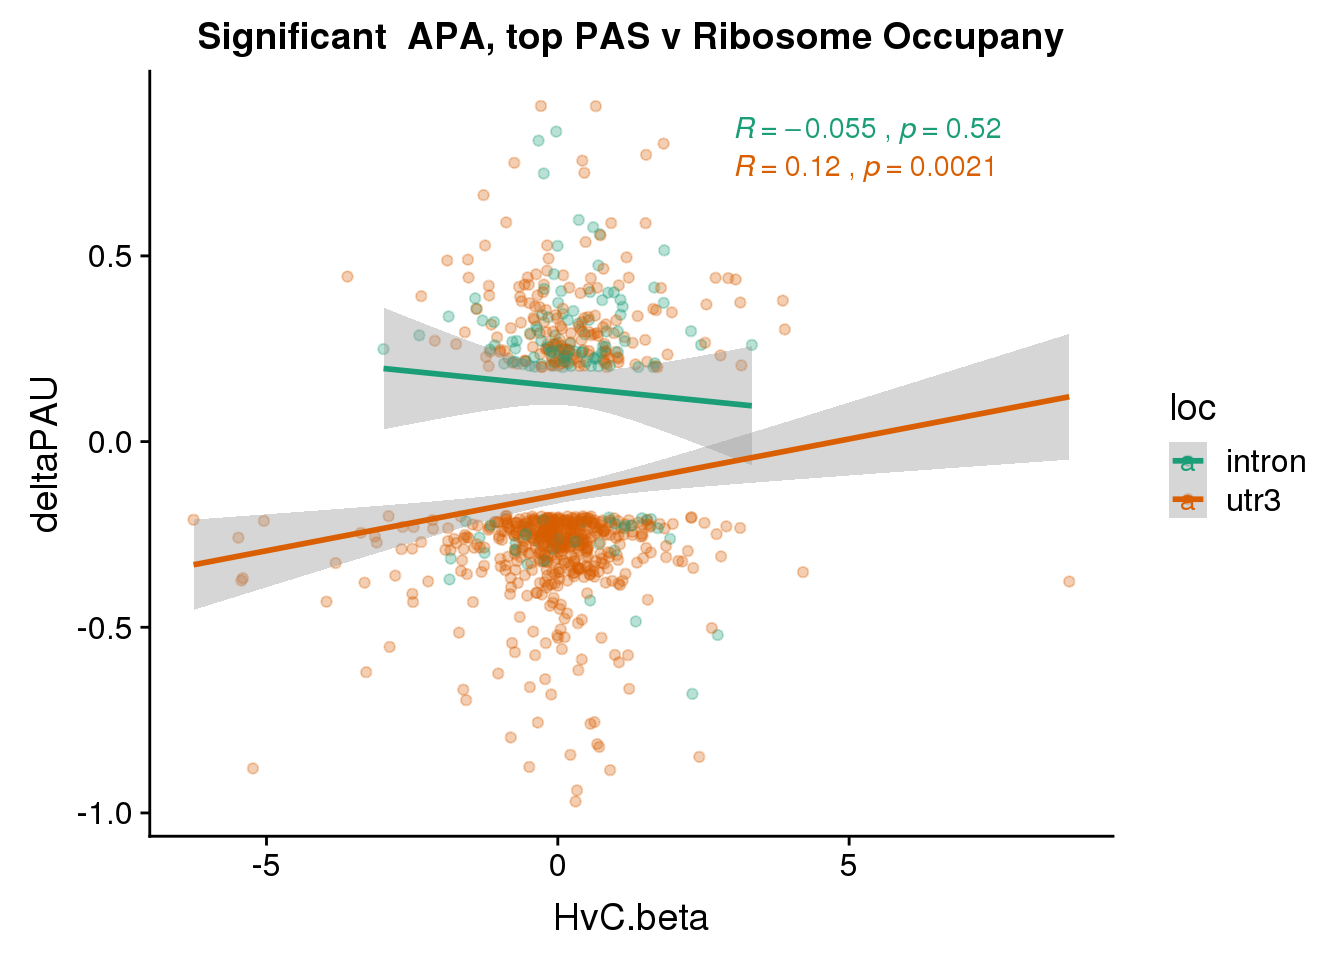 Significant  APA, top PAS v Ribosome Occupany
R = −0.055 , p = 0.52
R = 0.12 , p = 0.0021
0.5
0.0
-0.5
-1.0
deltaPAU
-5
0
5
HvC.beta
loc
a intron
a utr3